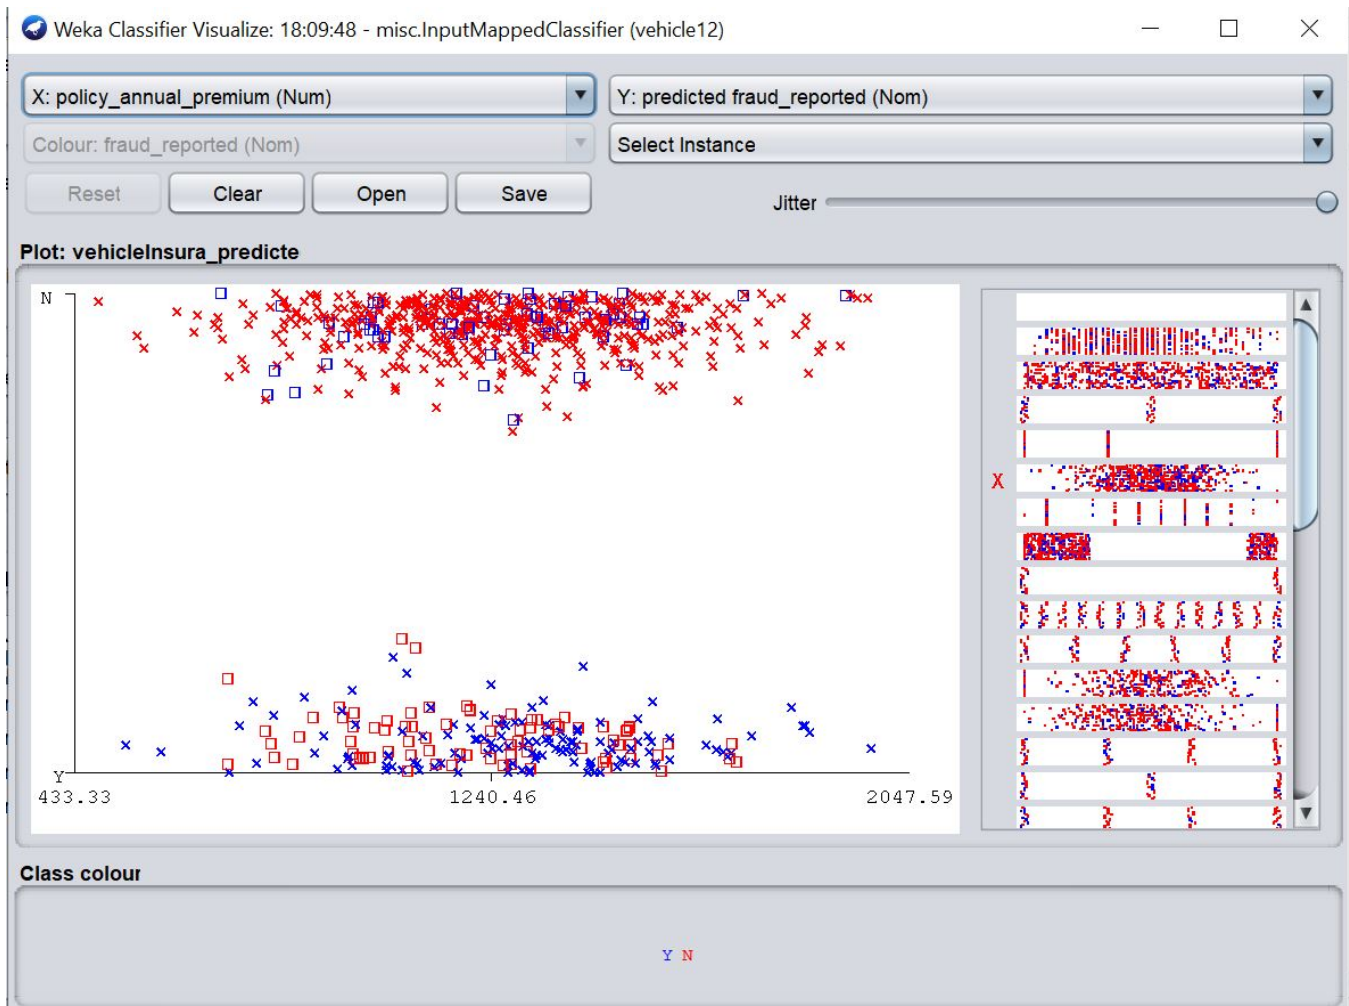 Weka Classifier Visualize: 18:09:48 - misc.InputMappedClassifier (vehicle12)
X: policy_annual_premium (Num) Y: predicted fraud_reported (Nom)
Colour: fraud_reported (Nom) Select Instance
Reset Clear Open Save Jitter
Plot: vehicleInsura_predicte
N
X
Y
433.33 1240.46 2047.59
Class colour
Y N